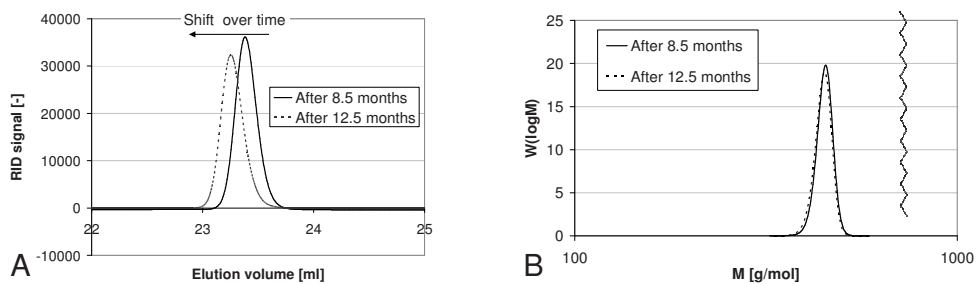 Shift over time
40000
30000
20000
10000
0
-10000
22
23
24
25
RID signal [-]
Elution volume [ml]
After 8.5 months
After 12.5 months
A
25
20
15
10
5
0
100
1000
W(logM)
M [g/mol]
After 8.5 months
After 12.5 months
B